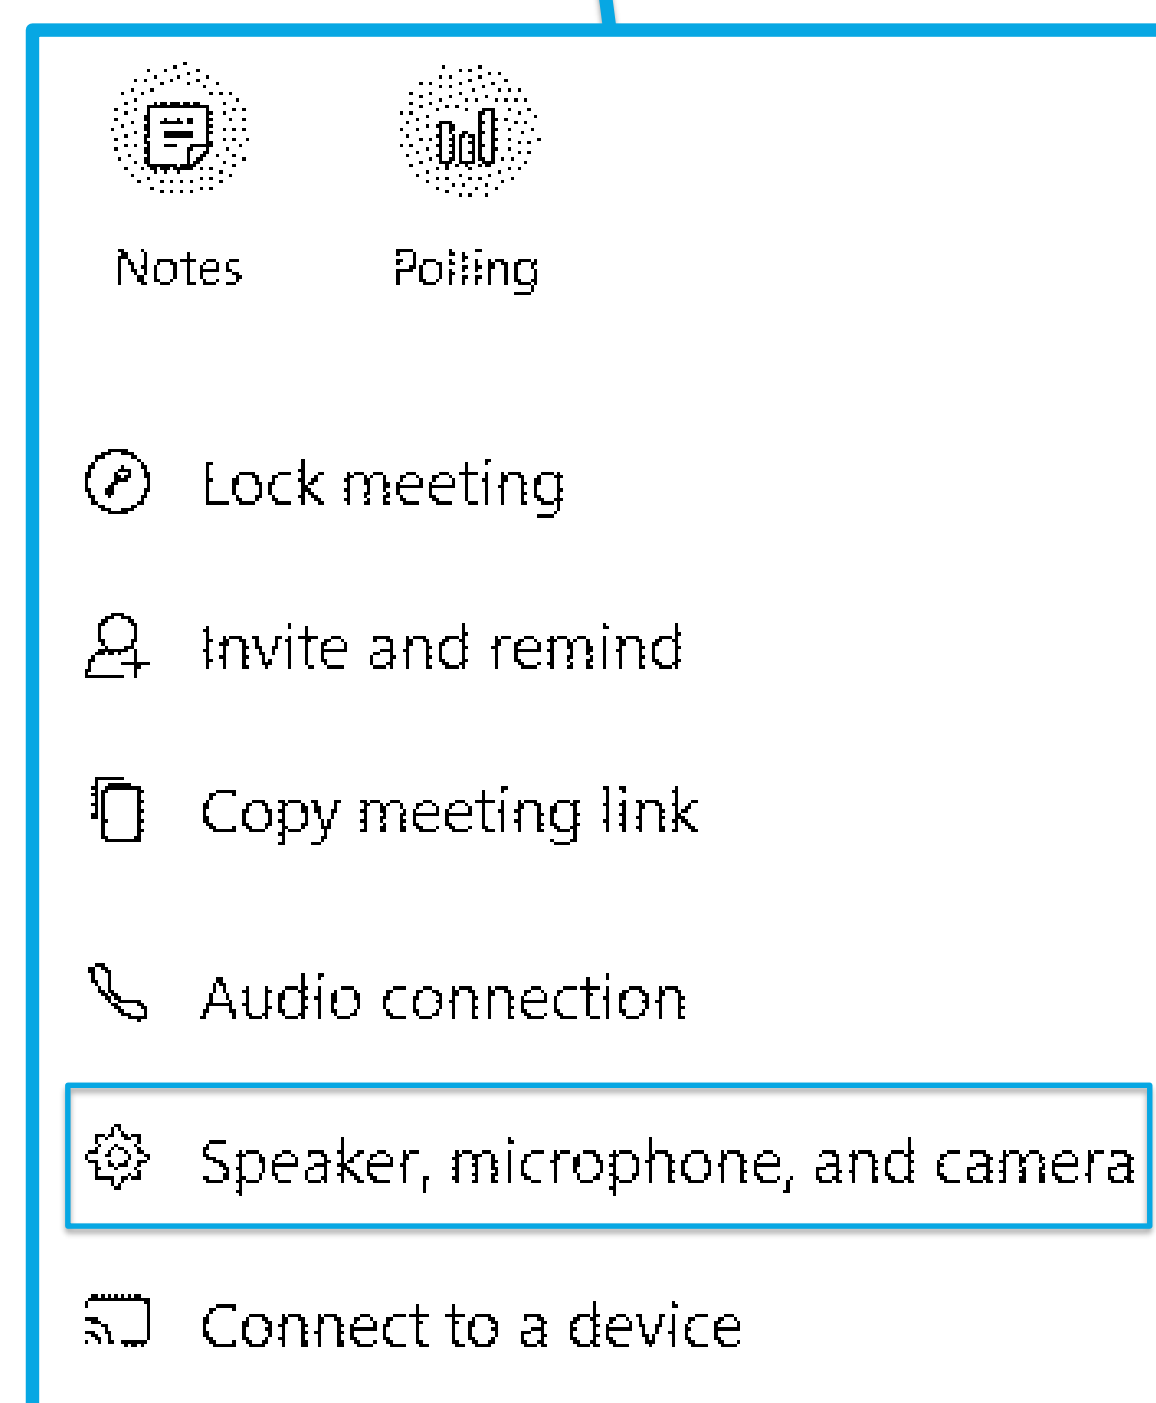 Notes Polling
Lock meeting
Invite and remind
Copy meeting link
Audio connection
Speaker, microphone, and camera
Connect to a device